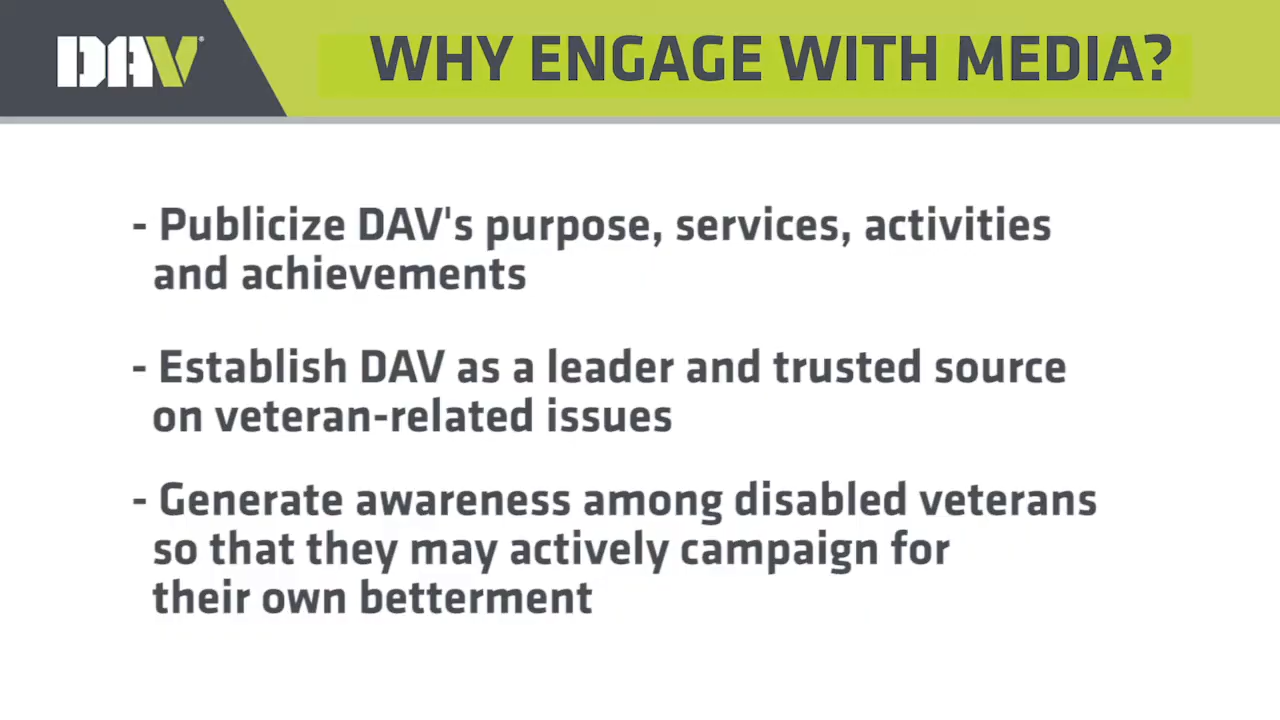 DAV®
WHY ENGAGE WITH MEDIA?
- Publicize DAV's purpose, services, activities
and achievements
- Establish DAV as a leader and trusted source
on veteran-related issues
- Generate awareness among disabled veterans
so that they may actively campaign for
their own betterment